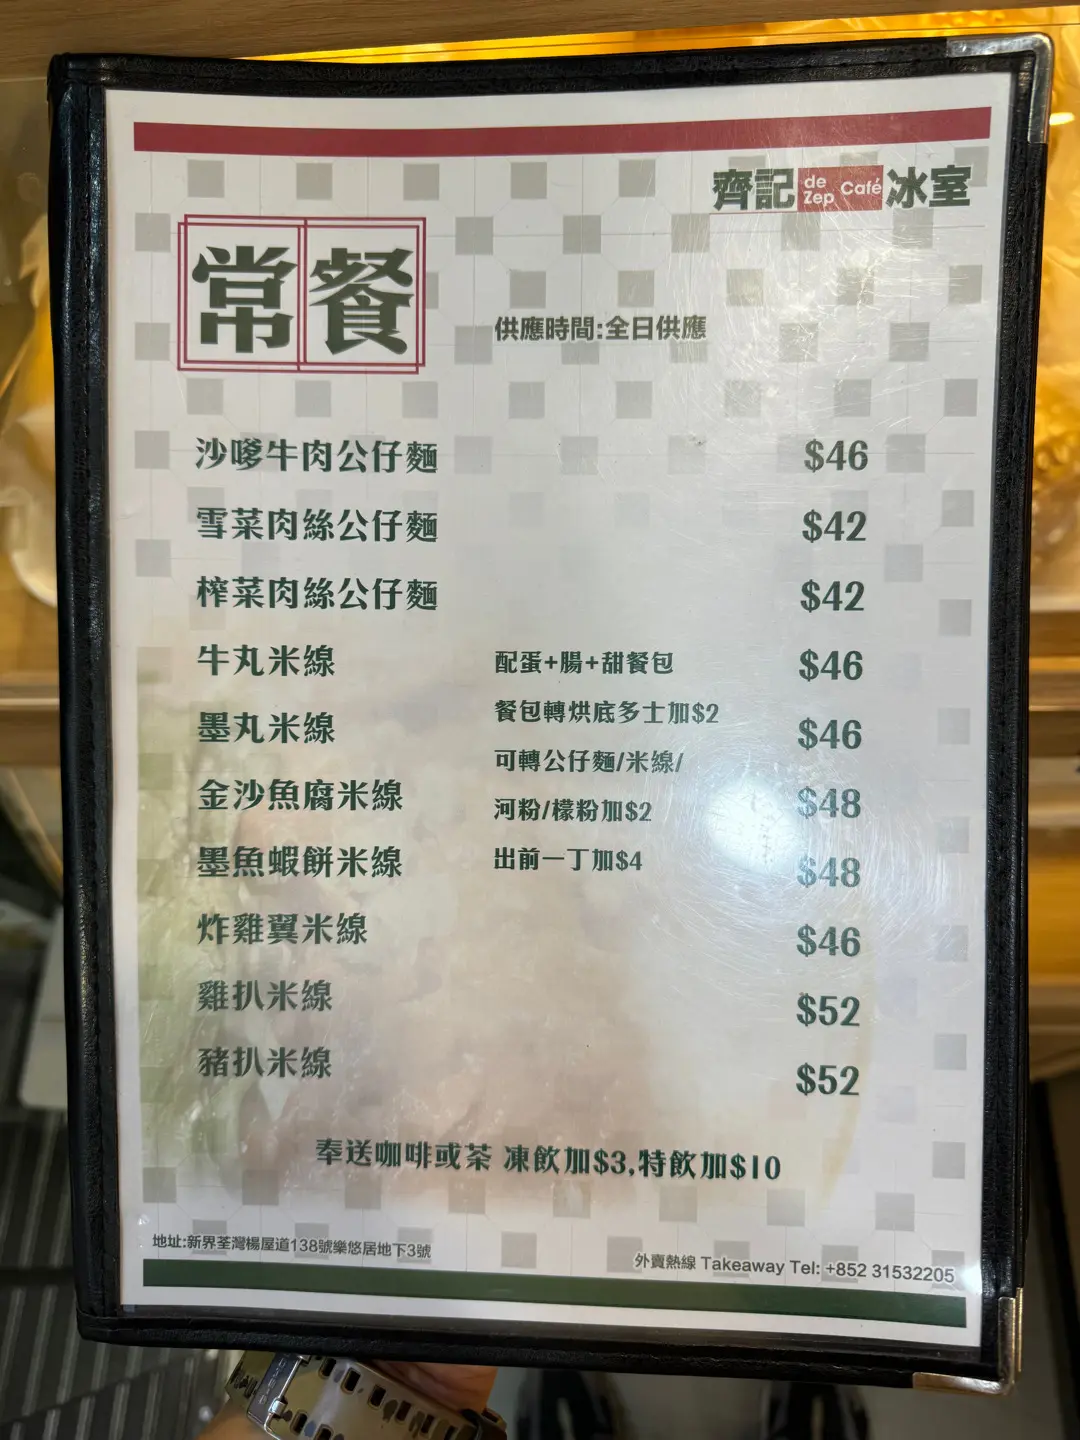 齊記 de Zep Café 冰室
常餐
供應時間:全日供應
沙嗲牛肉公仔麵 $46
雪菜肉絲公仔麵 $42
榨菜肉絲公仔麵 $42
牛丸米線 配蛋+腸+甜餐包 $46
餐包轉烘底多士加$2
墨丸米線 $46
可轉公仔麵/米線/
金沙魚腐米線 $48
河粉/檬粉加$2
墨魚蝦餅米線 出前一丁加$4 $48
炸雞翼米線 $46
雞扒米線 $52
豬扒米線 $52
奉送咖啡或茶 凍飲加$3,特飲加$10
地址:新界荃灣楊屋道138號樂悠居地下3號
外賣熱線 Takeaway Tel: +852 31532205